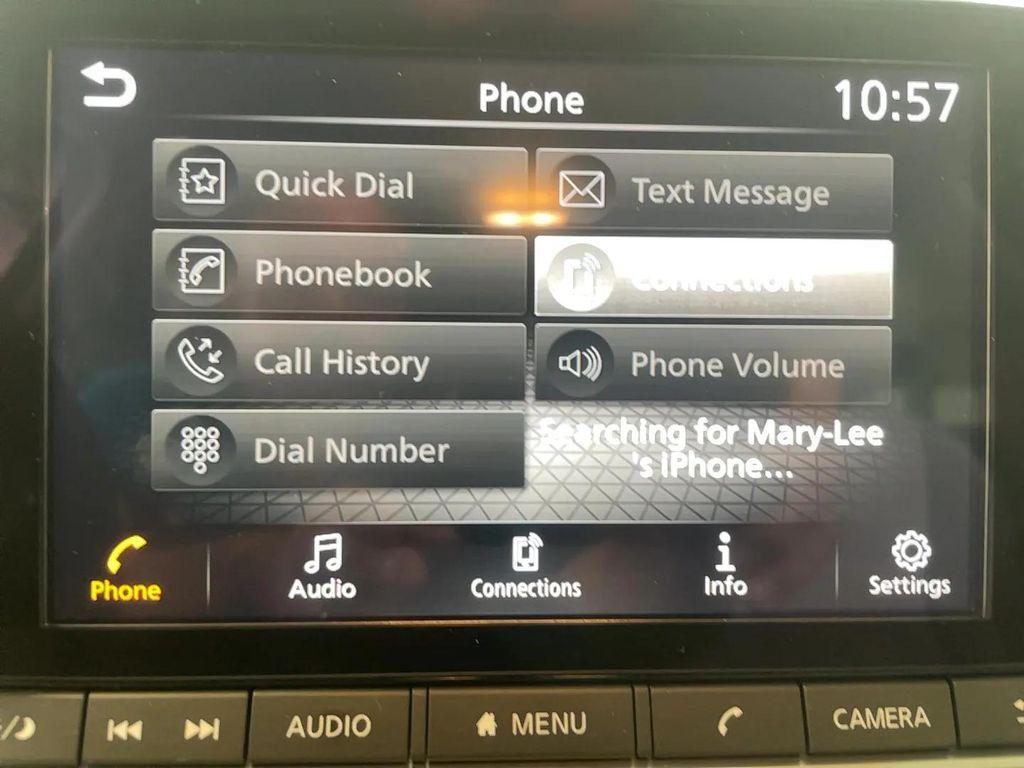 Phone
10:57
Quick Dial
Text Message
Phonebook
Connections
Call History
Phone Volume
Dial Number
Searching for Mary-Lee
's iPhone...
Phone
Audio
Connections
Info
Settings
AUDIO
MENU
CAMERA